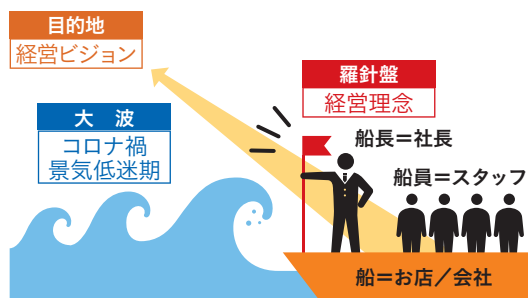 目的地
経営ビジョン
羅針盤
経営理念
大　波
コロナ禍
景気低迷期
船長＝社長
船員＝スタッフ
船＝お店／会社